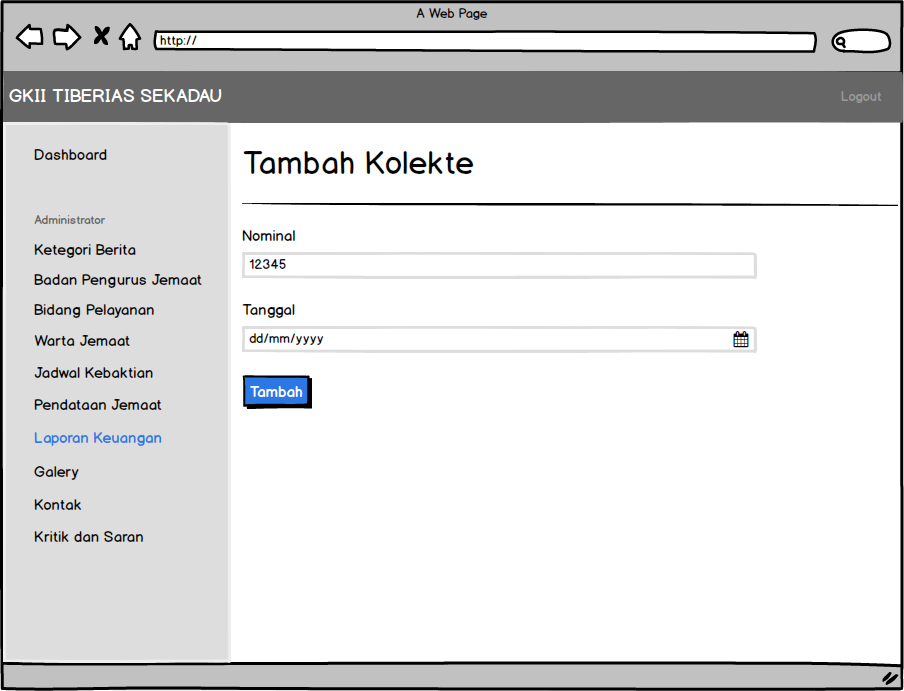 A Web Page
http://
GKII TIBERIAS SEKADAU
Logout
Dashboard
Administrator
Ketegori Berita
Badan Pengurus Jemaat
Bidang Pelayanan
Warta Jemaat
Jadwal Kebaktian
Pendataan Jemaat
Laporan Keuangan
Galery
Kontak
Kritik dan Saran
Tambah Kolekte
Nominal
12345
Tanggal
dd/mm/yyyy
Tambah